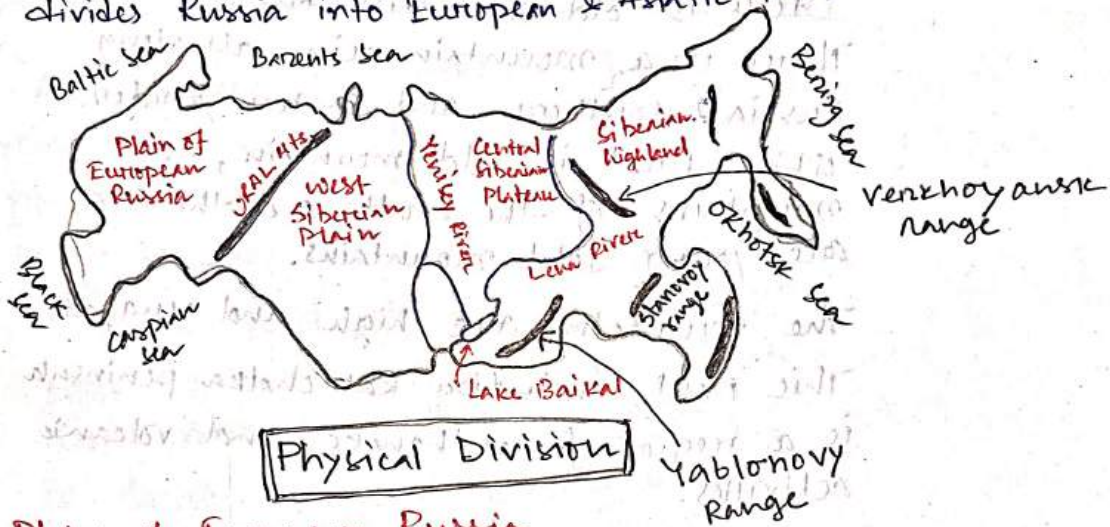 divides Russia into European & Asiatic.
Baltic sea
Barents sea
Bering sea
Plain of
European
Russia
URAL Mts.
West
Siberian
Plain
Yenisey River
Central
Siberian
Plateau
Siberian
highland
Verkhoyansk
range
Okhotsk sea
Lena River
Stanovoy
range
Black
sea
Caspian
sea
Lake Baikal
Physical Division
Yablonovy
Range
European Russia